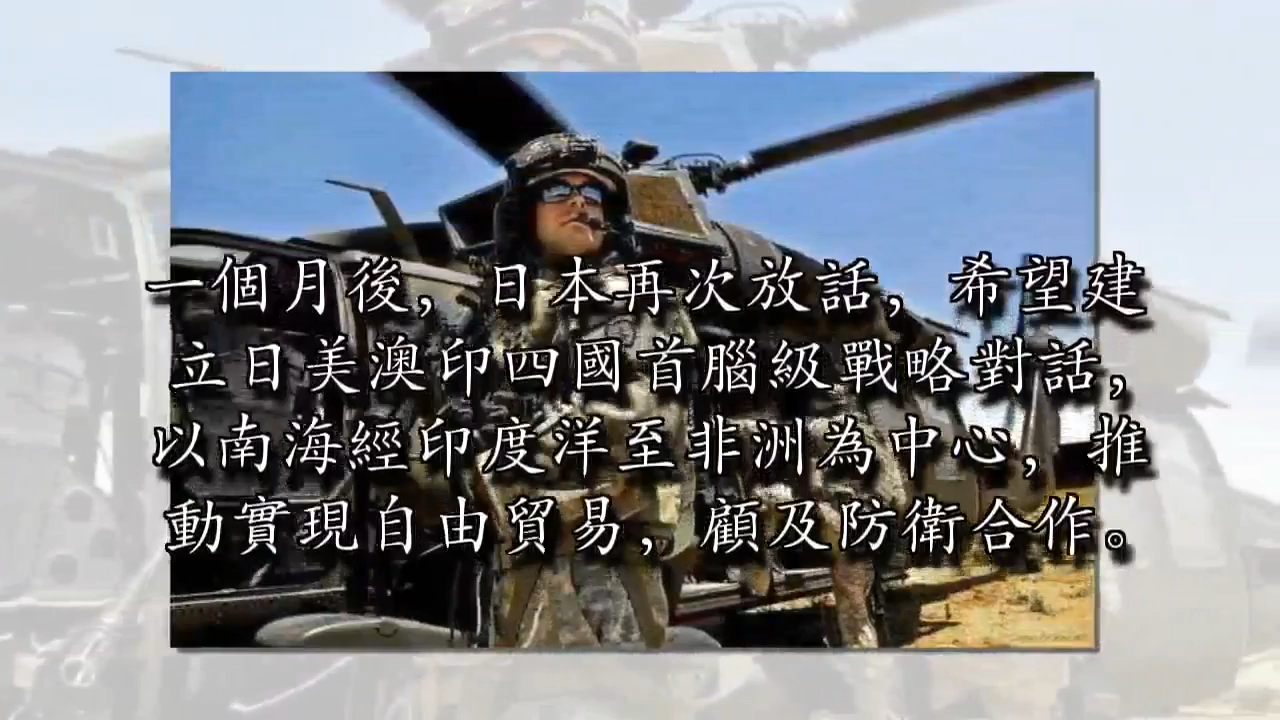 一個月後，日本再次放話，希望建
立日美澳印四國首腦級戰略對話，
以南海經印度洋至非洲為中心，推
動實現自由貿易，顧及防衛合作。